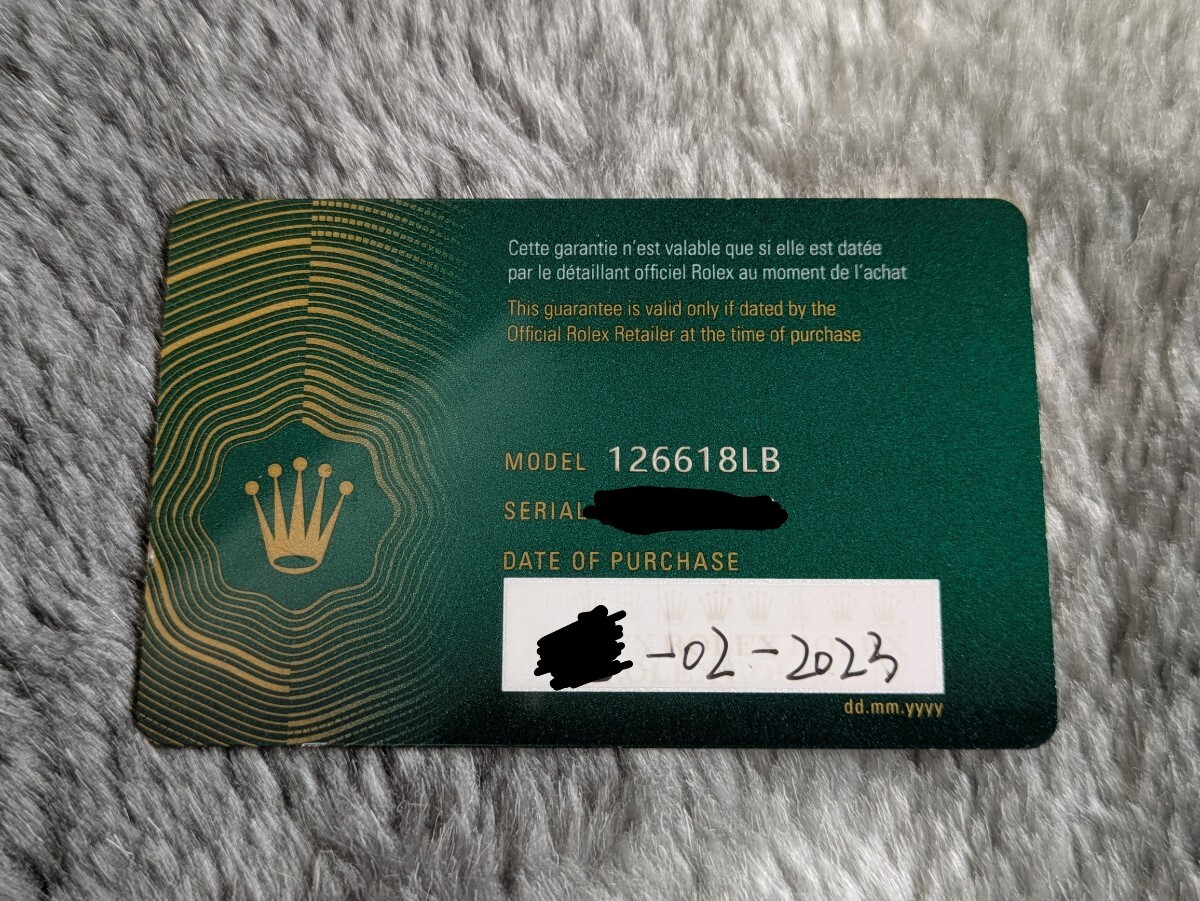 Cette garantie n'est valable que si elle est datée
par le détaillant officiel Rolex au moment de l'achat
This guarantee is valid only if dated by the
Official Rolex Retailer at the time of purchase
MODEL 126618LB
SERIAL
DATE OF PURCHASE
-02-2023
dd.mm.yyyy